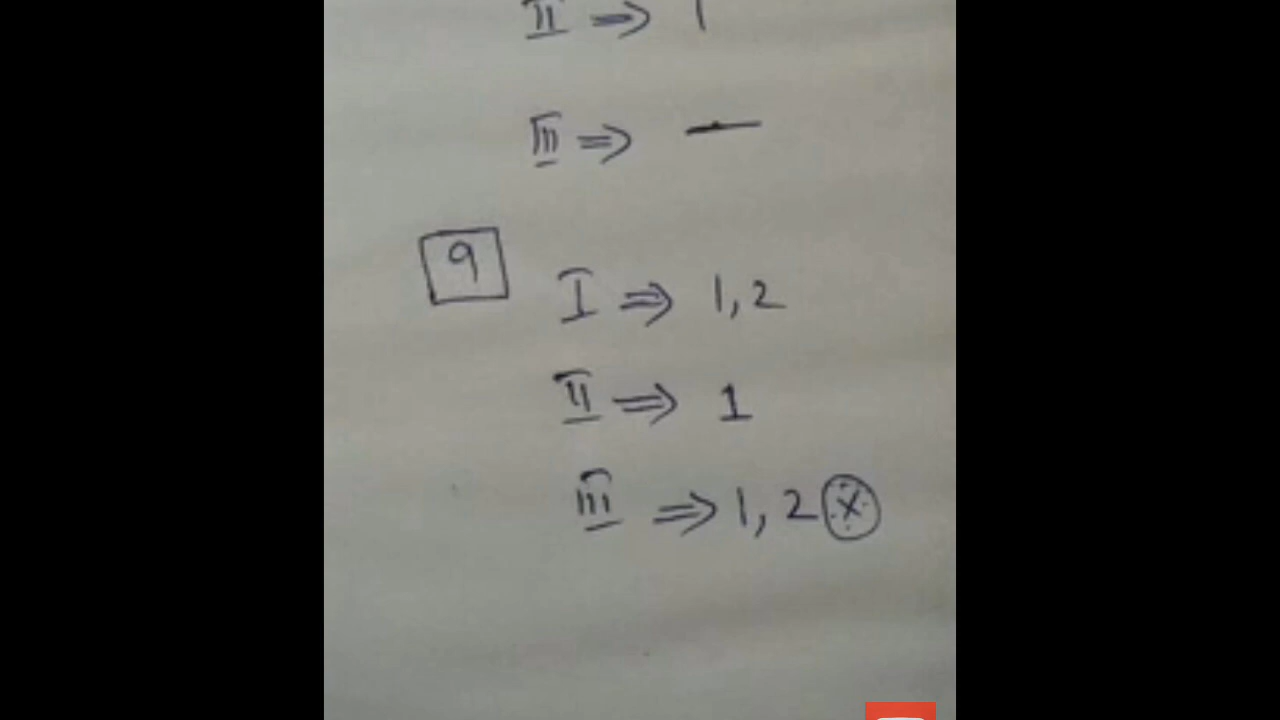 II ⇒ 1
III ⇒ —
9
I ⇒ 1,2
II ⇒ 1
III ⇒ 1,2 ⓧ